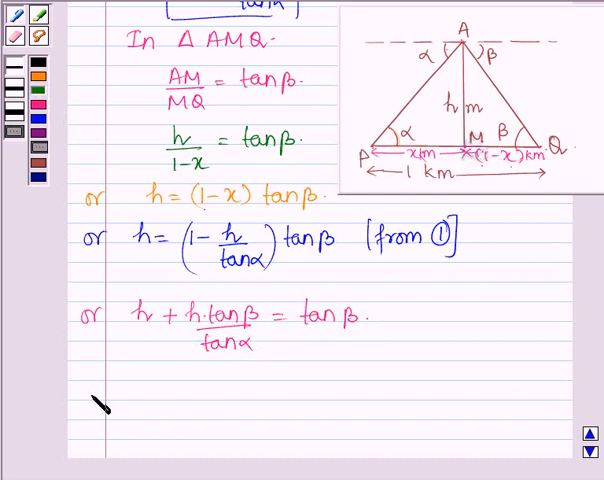 tanα
In Δ AMQ
AM/MQ = tanβ.
h/1-x = tanβ.
or h = (1-x) tanβ.
or h = (1 - h/tanα) tanβ [from ①]
or h + h.tanβ/tanα = tanβ.
A
α β
h m
α M β
P x km (1-x) km Q
1 km